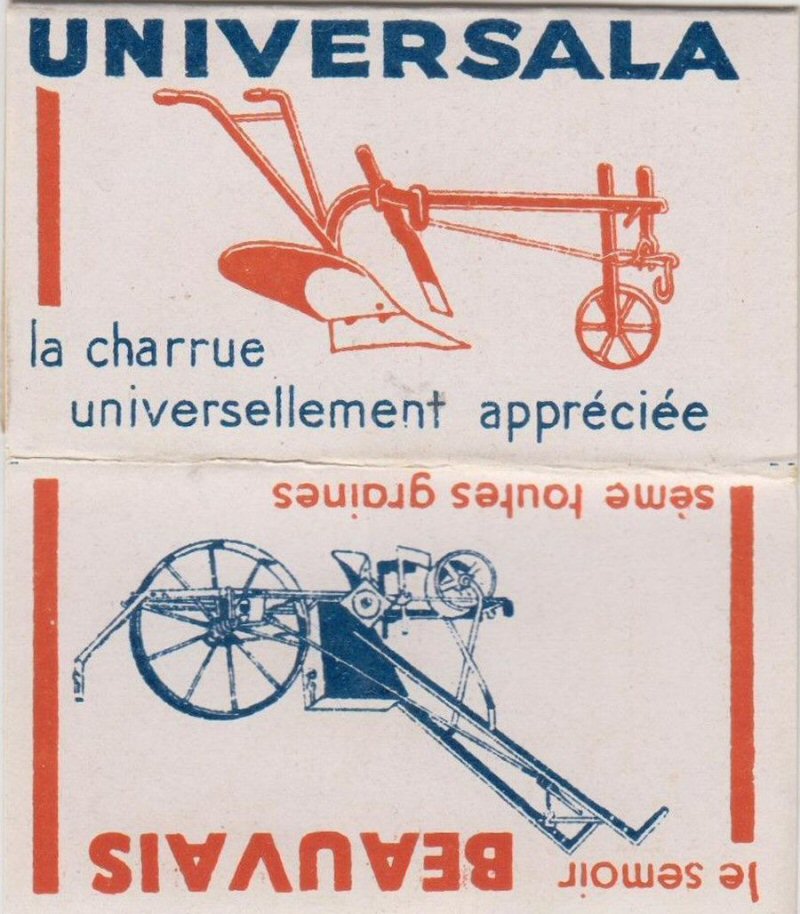 UNIVERSALA
la charrue
universellement appréciée
le semoir BEAUVAIS
sème toutes graines